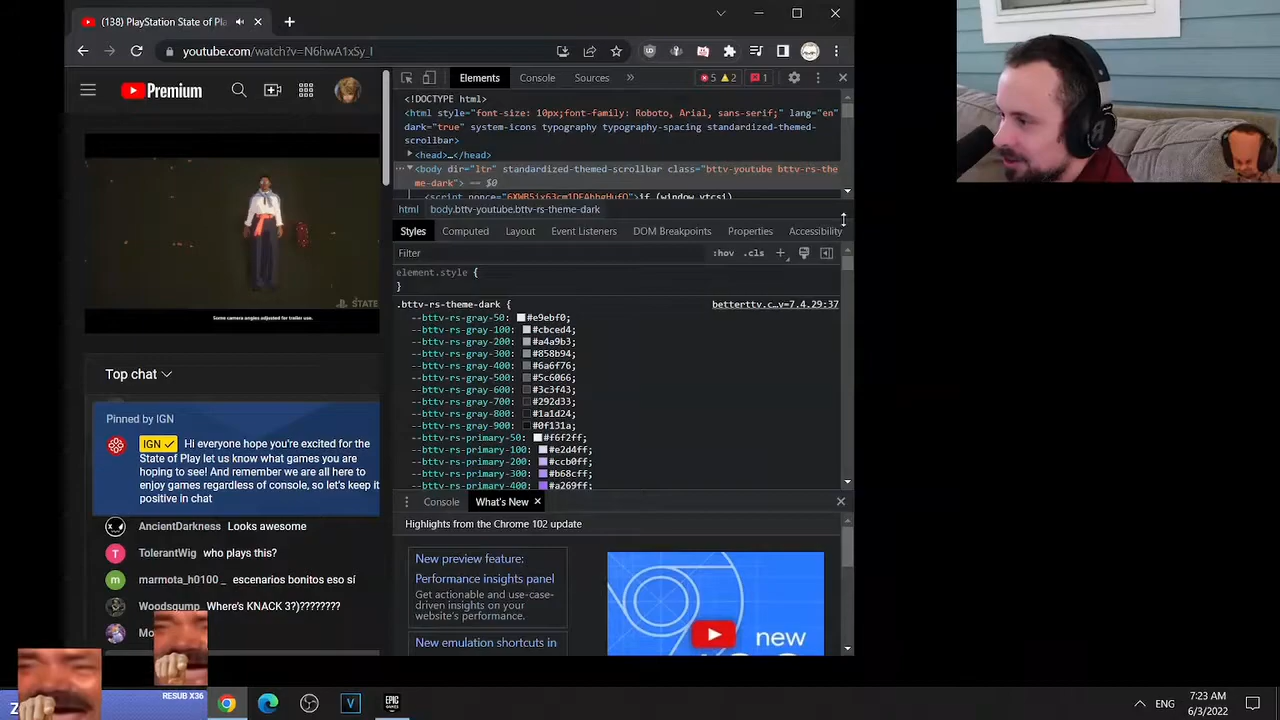 (138) PlayStation State of Pla
youtube.com/watch?v=N6hwA1xSy_I
Premium
Elements
Console
Sources
5
2
1
<!DOCTYPE html>
<html style="font-size: 10px;font-family: Roboto, Arial, sans-serif;" lang="en"
dark="true" system-icons typography typography-spacing standardized-themed-
scrollbar>
<head>…</head>
<body dir="ltr" standardized-themed-scrollbar class="bttv-youtube bttv-rs-the
me-dark"> == $0
html
body.bttv-youtube.bttv-rs-theme-dark
Styles
Computed
Layout
Event Listeners
DOM Breakpoints
Properties
Accessibility
Filter
:hov
.cls
element.style {
}
.bttv-rs-theme-dark {
betterttv.c…v=7.4.29:37
--bttv-rs-gray-50: #e9ebf0;
--bttv-rs-gray-100: #cbced4;
--bttv-rs-gray-200: #a4a9b3;
--bttv-rs-gray-300: #858b94;
--bttv-rs-gray-400: #6a6f76;
--bttv-rs-gray-500: #5c6066;
--bttv-rs-gray-600: #3c3f43;
--bttv-rs-gray-700: #292d33;
--bttv-rs-gray-800: #1a1d24;
--bttv-rs-gray-900: #0f131a;
--bttv-rs-primary-50: #f6f2ff;
--bttv-rs-primary-100: #e2d4ff;
--bttv-rs-primary-200: #ccb0ff;
--bttv-rs-primary-300: #b68cff;
--bttv-rs-primary-400: #a269ff;
STATE
Some camera angles adjusted for trailer use.
Top chat
Pinned by IGN
IGN Hi everyone hope you're excited for the
State of Play let us know what games you are
hoping to see! And remember we are all here to
enjoy games regardless of console, so let's keep it
positive in chat
AncientDarkness Looks awesome
TolerantWig who plays this?
marmota_h0100 _ escenarios bonitos eso sí
Woodsgump Where's KNACK 3?)????????
Mo
Console
What's New
Highlights from the Chrome 102 update
New preview feature:
Performance insights pane
Get actionable and use-case-
driven insights on your
website's performance.
New emulation shortcuts in
new
RESUB X36
ENG
7:23 AM
6/3/2022